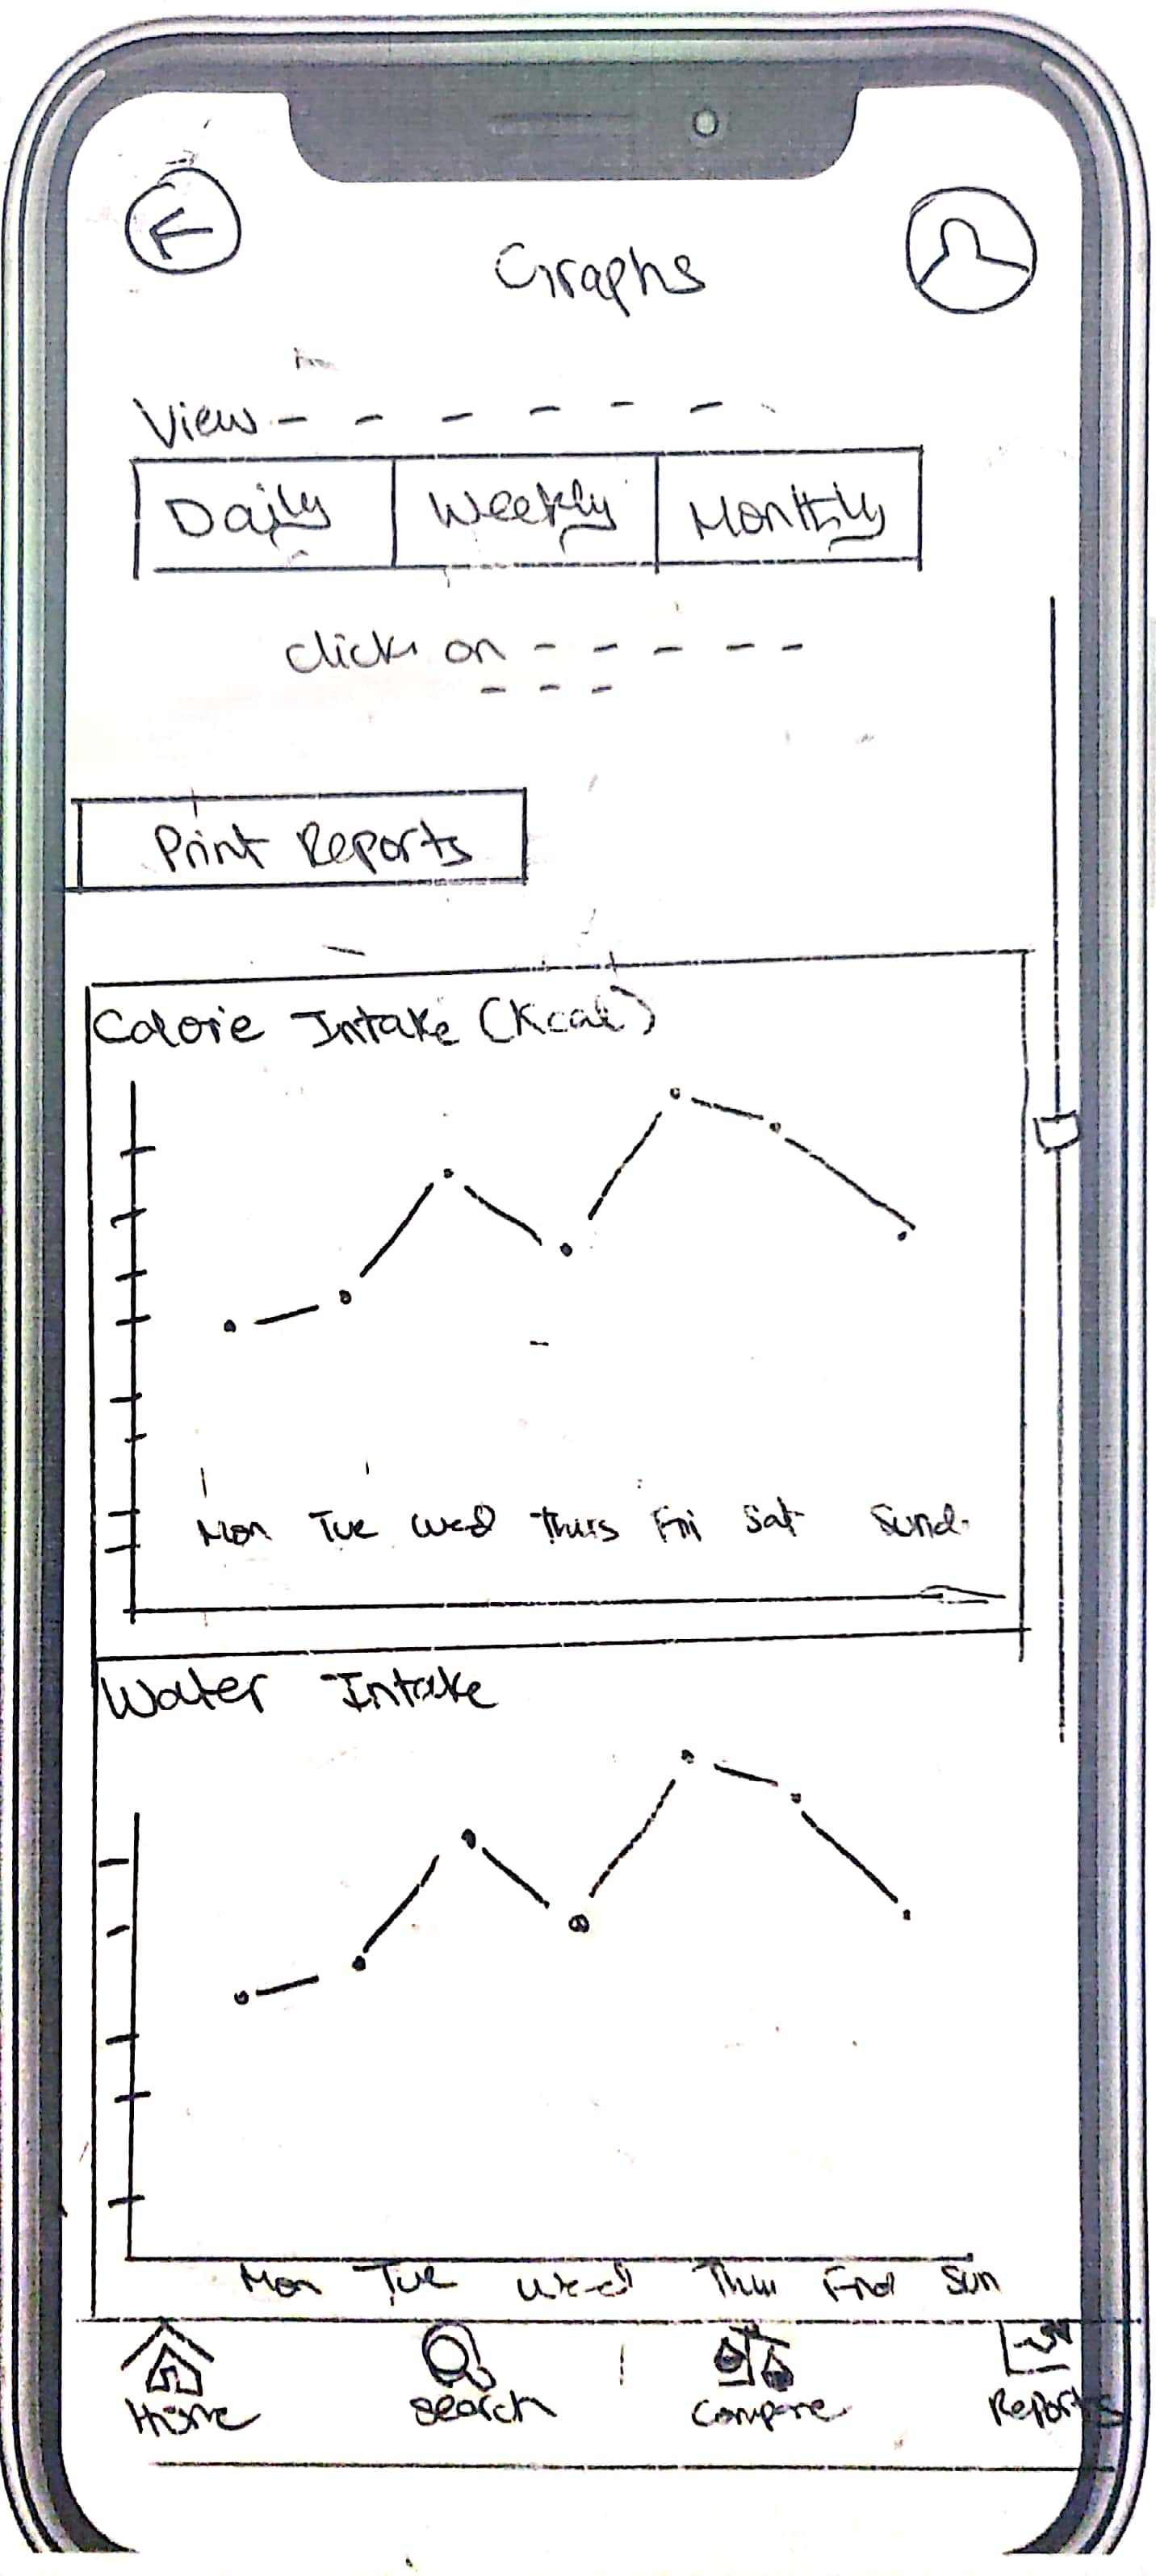 Graphs
View - - - - - -
Daily Weekly Monthly
click on - - - - -
- - -
Print Reports
Calorie Intake (Kcal)
Mon Tue Wed Thurs Fri Sat Sund.
Water Intake
Mon Tue Wed Thu Sun
Home Search Compare Reports